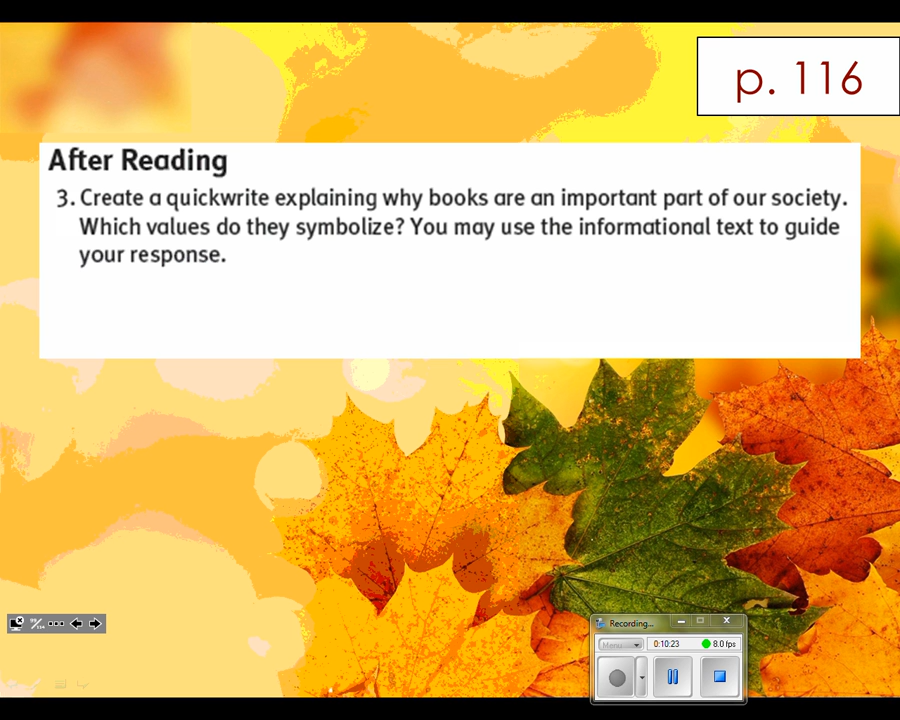 p. 116
After Reading
3. Create a quickwrite explaining why books are an important part of our society.
Which values do they symbolize? You may use the informational text to guide
your response.
Recording...
Menu
0:10:23
8.0 fps